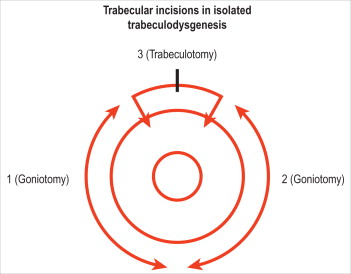 Trabecular incisions in isolated
trabeculodysgenesis
3 (Trabeculotomy)
1 (Goniotomy)
2 (Goniotomy)